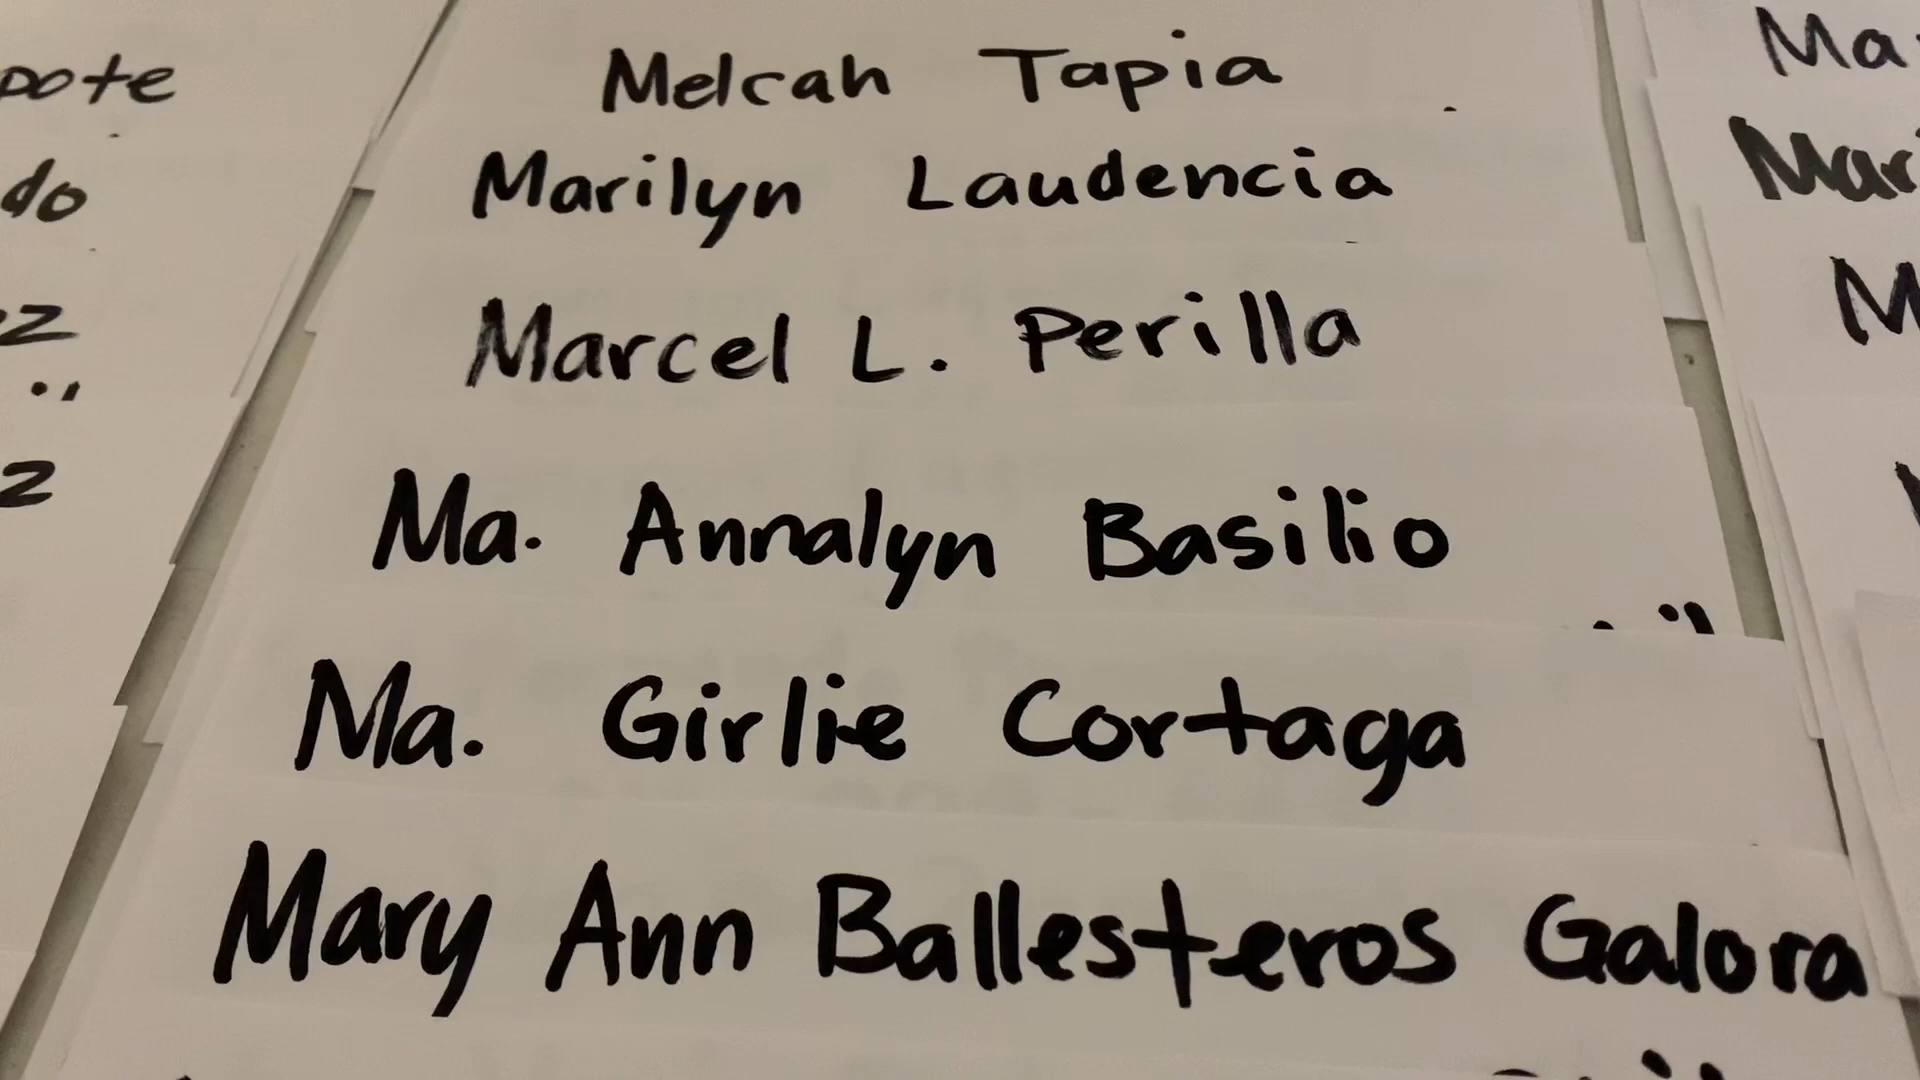 Melcah Tapia
Marilyn Laudencia
Marcel L. Perilla
Ma. Annalyn Basilio
Ma. Girlie Cortaga
Mary Ann Ballesteros Galora